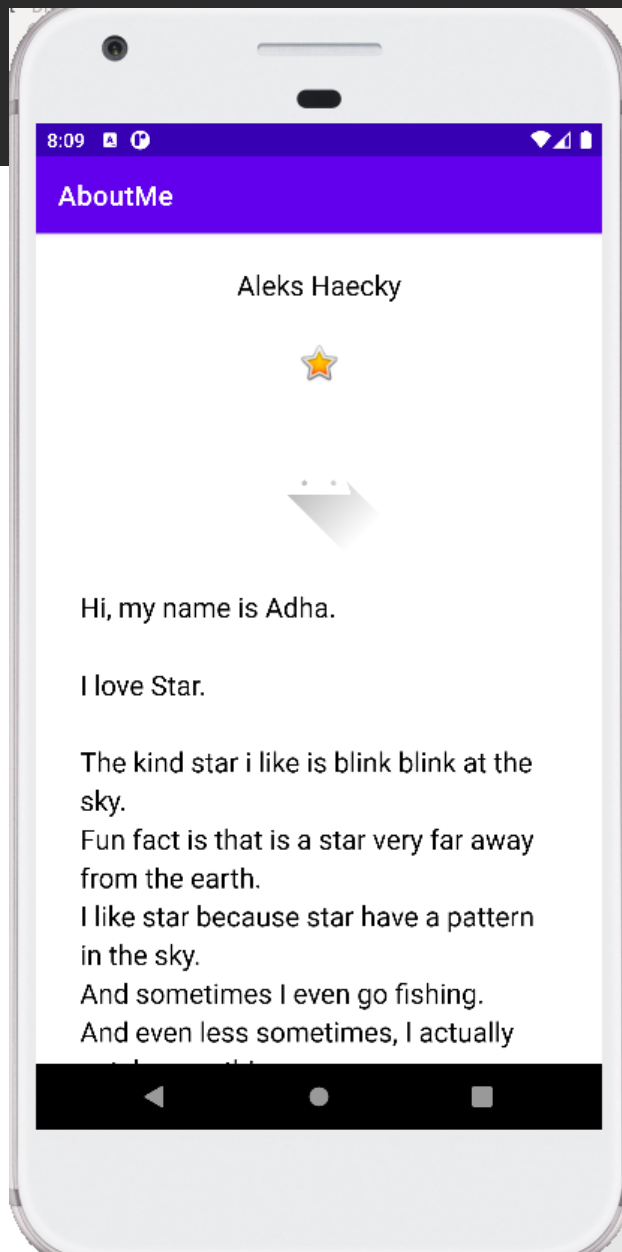 8:09
AboutMe
Aleks Haecky
Hi, my name is Adha.
I love Star.
The kind star i like is blink blink at the
sky.
Fun fact is that is a star very far away
from the earth.
I like star because star have a pattern
in the sky.
And sometimes I even go fishing.
And even less sometimes, I actually